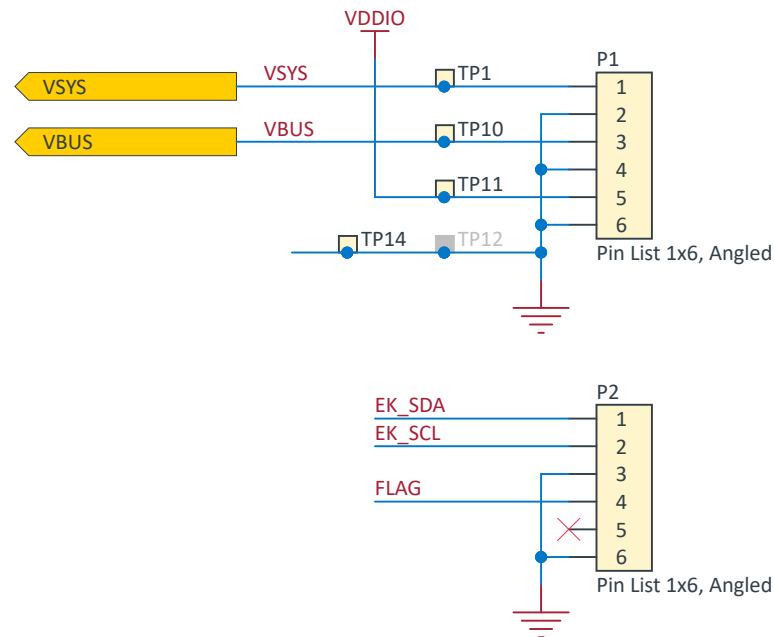 VDDIO
P1
VSYS
VSYS
TP1
1
2
VBUS
VBUS
TP10
3
4
TP11
5
6
TP14
TP12
Pin List 1x6, Angled
P2
EK_SDA
1
EK_SCL
2
3
FLAG
4
5
6
Pin List 1x6, Angled